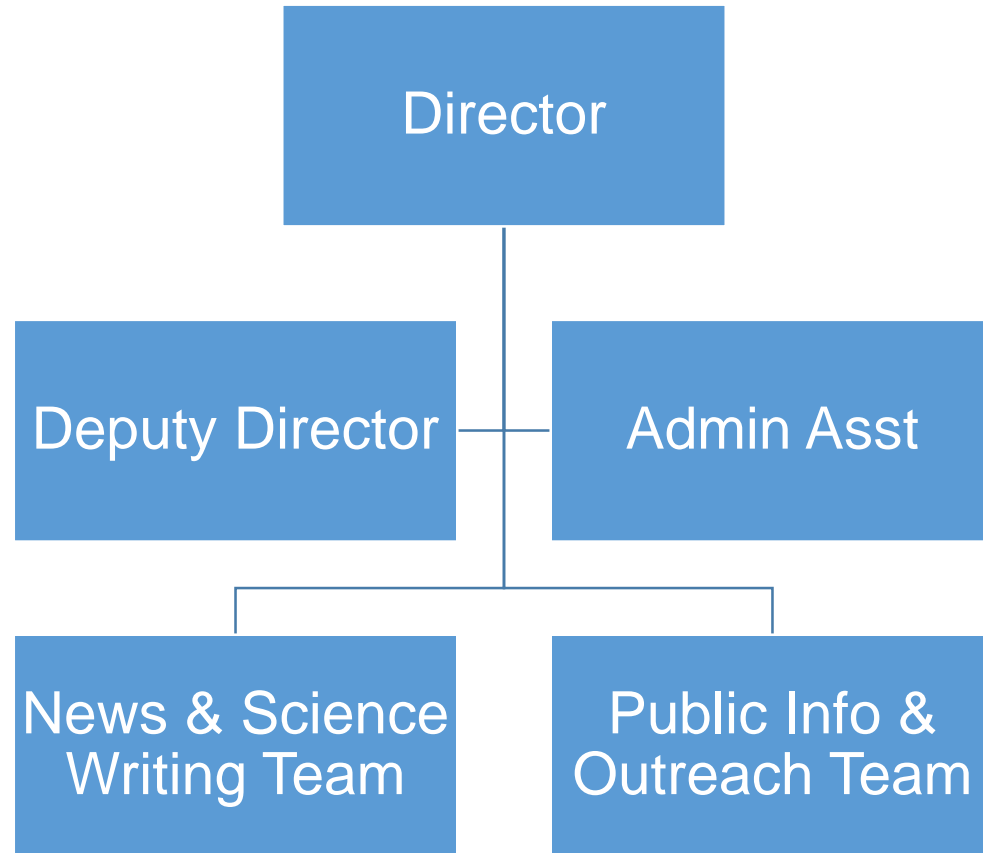 Director
Deputy Director
Admin Asst
News & Science
Writing Team
Public Info &
Outreach Team